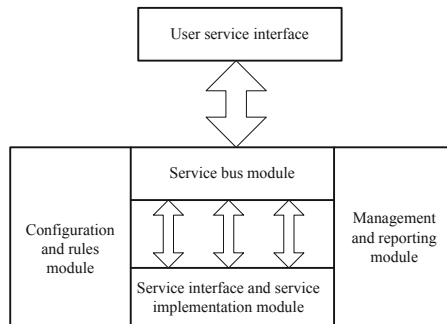 User service interface
Service bus module
Configuration
and rules
module
Management
and reporting
module
Service interface and service
implementation module